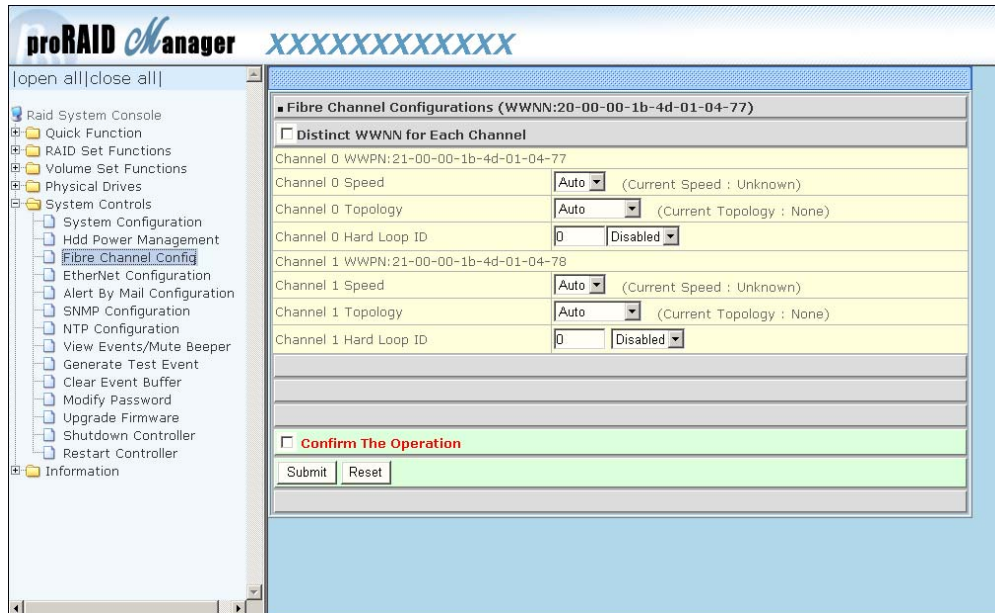 proRAID Manager XXXXXXXXXXXX
|open all|close all|
Raid System Console
Quick Function
RAID Set Functions
Volume Set Functions
Physical Drives
System Controls
System Configuration
Hdd Power Management
Fibre Channel Config
EtherNet Configuration
Alert By Mail Configuration
SNMP Configuration
NTP Configuration
View Events/Mute Beeper
Generate Test Event
Clear Event Buffer
Modify Password
Upgrade Firmware
Shutdown Controller
Restart Controller
Information
Fibre Channel Configurations (WWNN:20-00-00-1b-4d-01-04-77)
Distinct WWNN for Each Channel
Channel 0 WWPN:21-00-00-1b-4d-01-04-77
Channel 0 Speed Auto (Current Speed : Unknown)
Channel 0 Topology Auto (Current Topology : None)
Channel 0 Hard Loop ID 0 Disabled
Channel 1 WWPN:21-00-00-1b-4d-01-04-78
Channel 1 Speed Auto (Current Speed : Unknown)
Channel 1 Topology Auto (Current Topology : None)
Channel 1 Hard Loop ID 0 Disabled
Confirm The Operation
Submit Reset